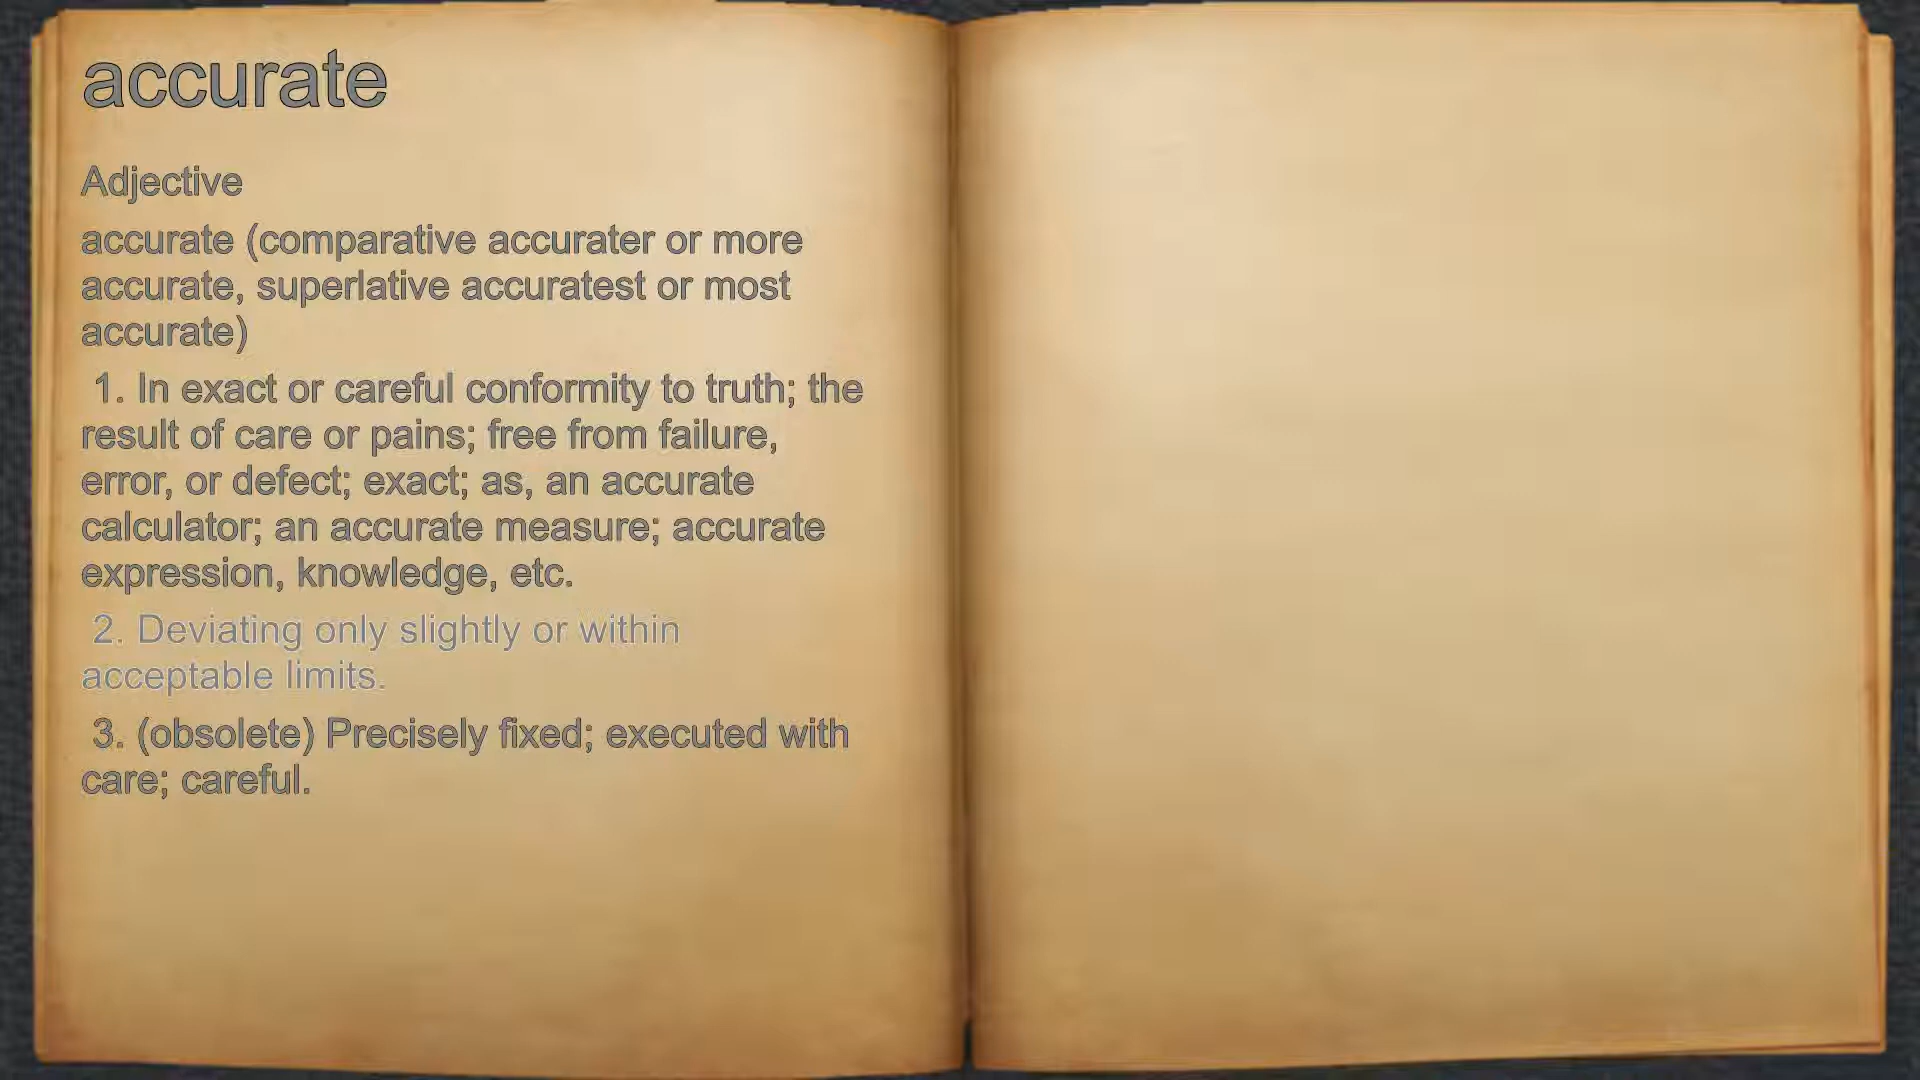 accurate
Adjective
accurate (comparative accurater or more
accurate, superlative accuratest or most
accurate)
1. In exact or careful conformity to truth; the
result of care or pains; free from failure,
error, or defect; exact; as, an accurate
calculator; an accurate measure; accurate
expression, knowledge, etc.
2. Deviating only slightly or within
acceptable limits.
3. (obsolete) Precisely fixed; executed with
care; careful.